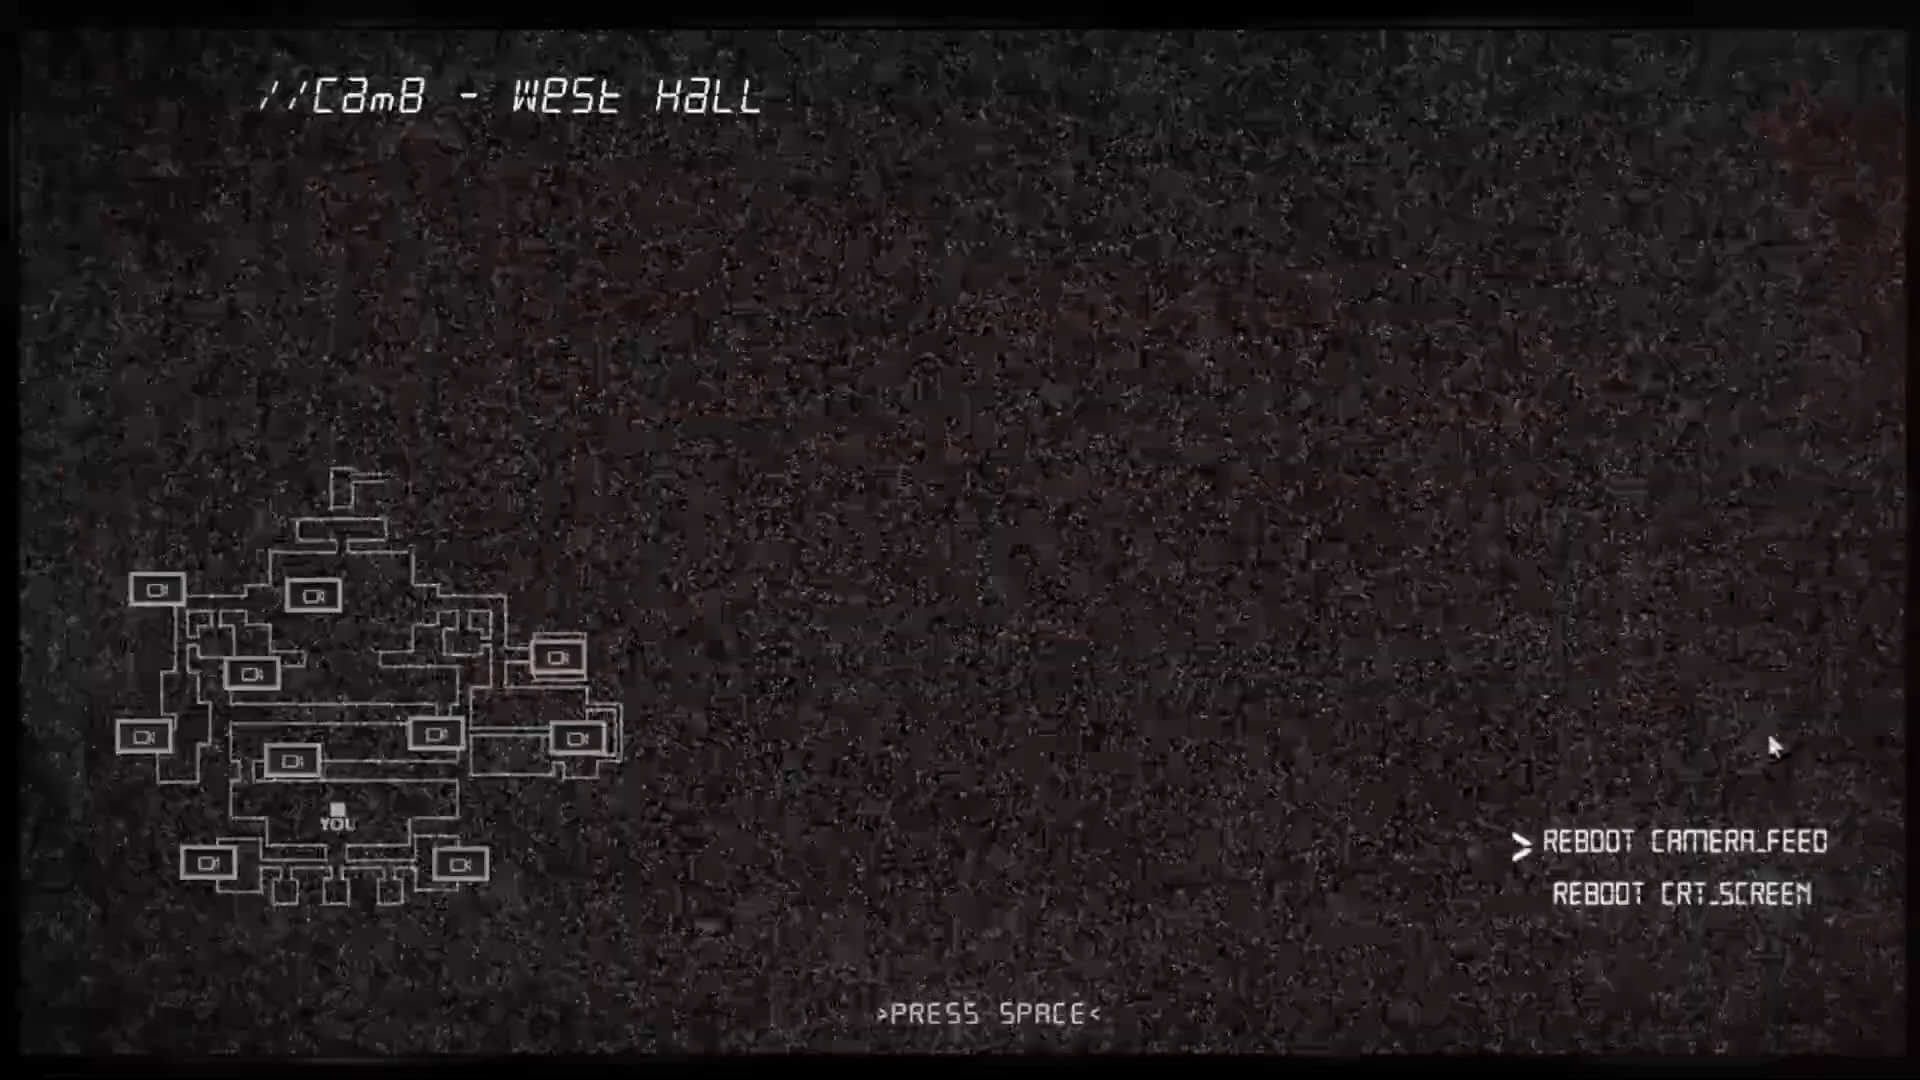 //Cam8 - West Hall
YOU
REBOOT CAMERA_FEED
REBOOT CRT_SCREEN
>PRESS SPACE<